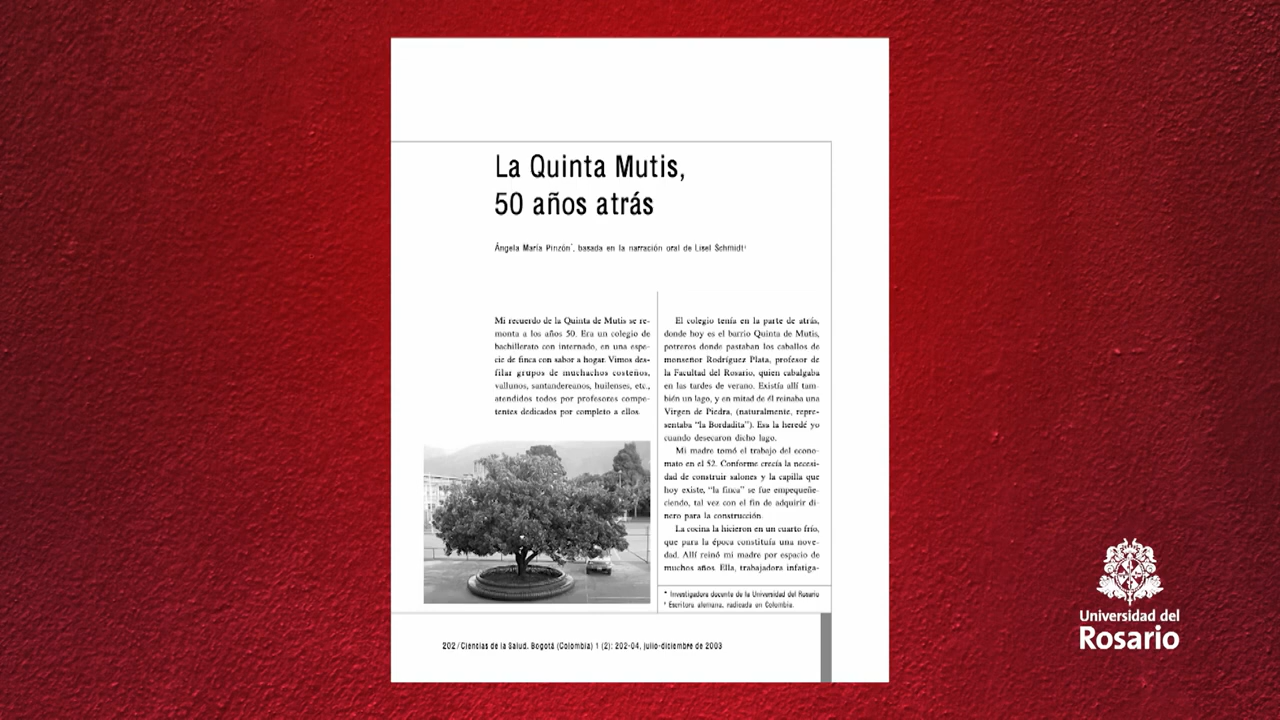 La Quinta Mutis,
50 años atrás
Ángela María Pinzón*, basada en la narración oral de Lisel Schmidt¹
Mi recuerdo de la Quinta de Mutis se re-
monta a los años 50. Era un colegio de
bachillerato con internado, en una espe-
cie de finca con sabor a hogar. Vimos des-
filar grupos de muchachos costeños,
vallunos, santandereanos, huilenses, etc.,
atendidos todos por profesores compe-
tentes dedicados por completo a ellos.
El colegio tenía en la parte de atrás,
donde hoy es el barrio Quinta de Mutis,
potreros donde pastaban los caballos de
monseñor Rodríguez Plata, profesor de
la Facultad del Rosario, quien cabalgaba
en las tardes de verano. Existía allí tam-
bién un lago, y en mitad de él reinaba una
Virgen de Piedra, (naturalmente, repre-
sentaba “la Bordadita”). Esa la heredé yo
cuando desecaron dicho lago.
Mi madre tomó el trabajo del econo-
mato en el 52. Conforme crecía la necesi-
dad de construir salones y la capilla que
hoy existe, “la finca” se fue empequeñe-
ciendo, tal vez con el fin de adquirir di-
nero para la construcción.
La cocina la hicieron en un cuarto frío,
que para la época constituía una nove-
dad. Allí reinó mi madre por espacio de
muchos años. Ella, trabajadora infatiga-
* Investigadora docente de la Universidad del Rosario
¹ Escritora alemana, radicada en Colombia.
202 / Ciencias de la Salud. Bogotá (Colombia) 1 (2): 202-04, julio-diciembre de 2003
Universidad del
Rosario